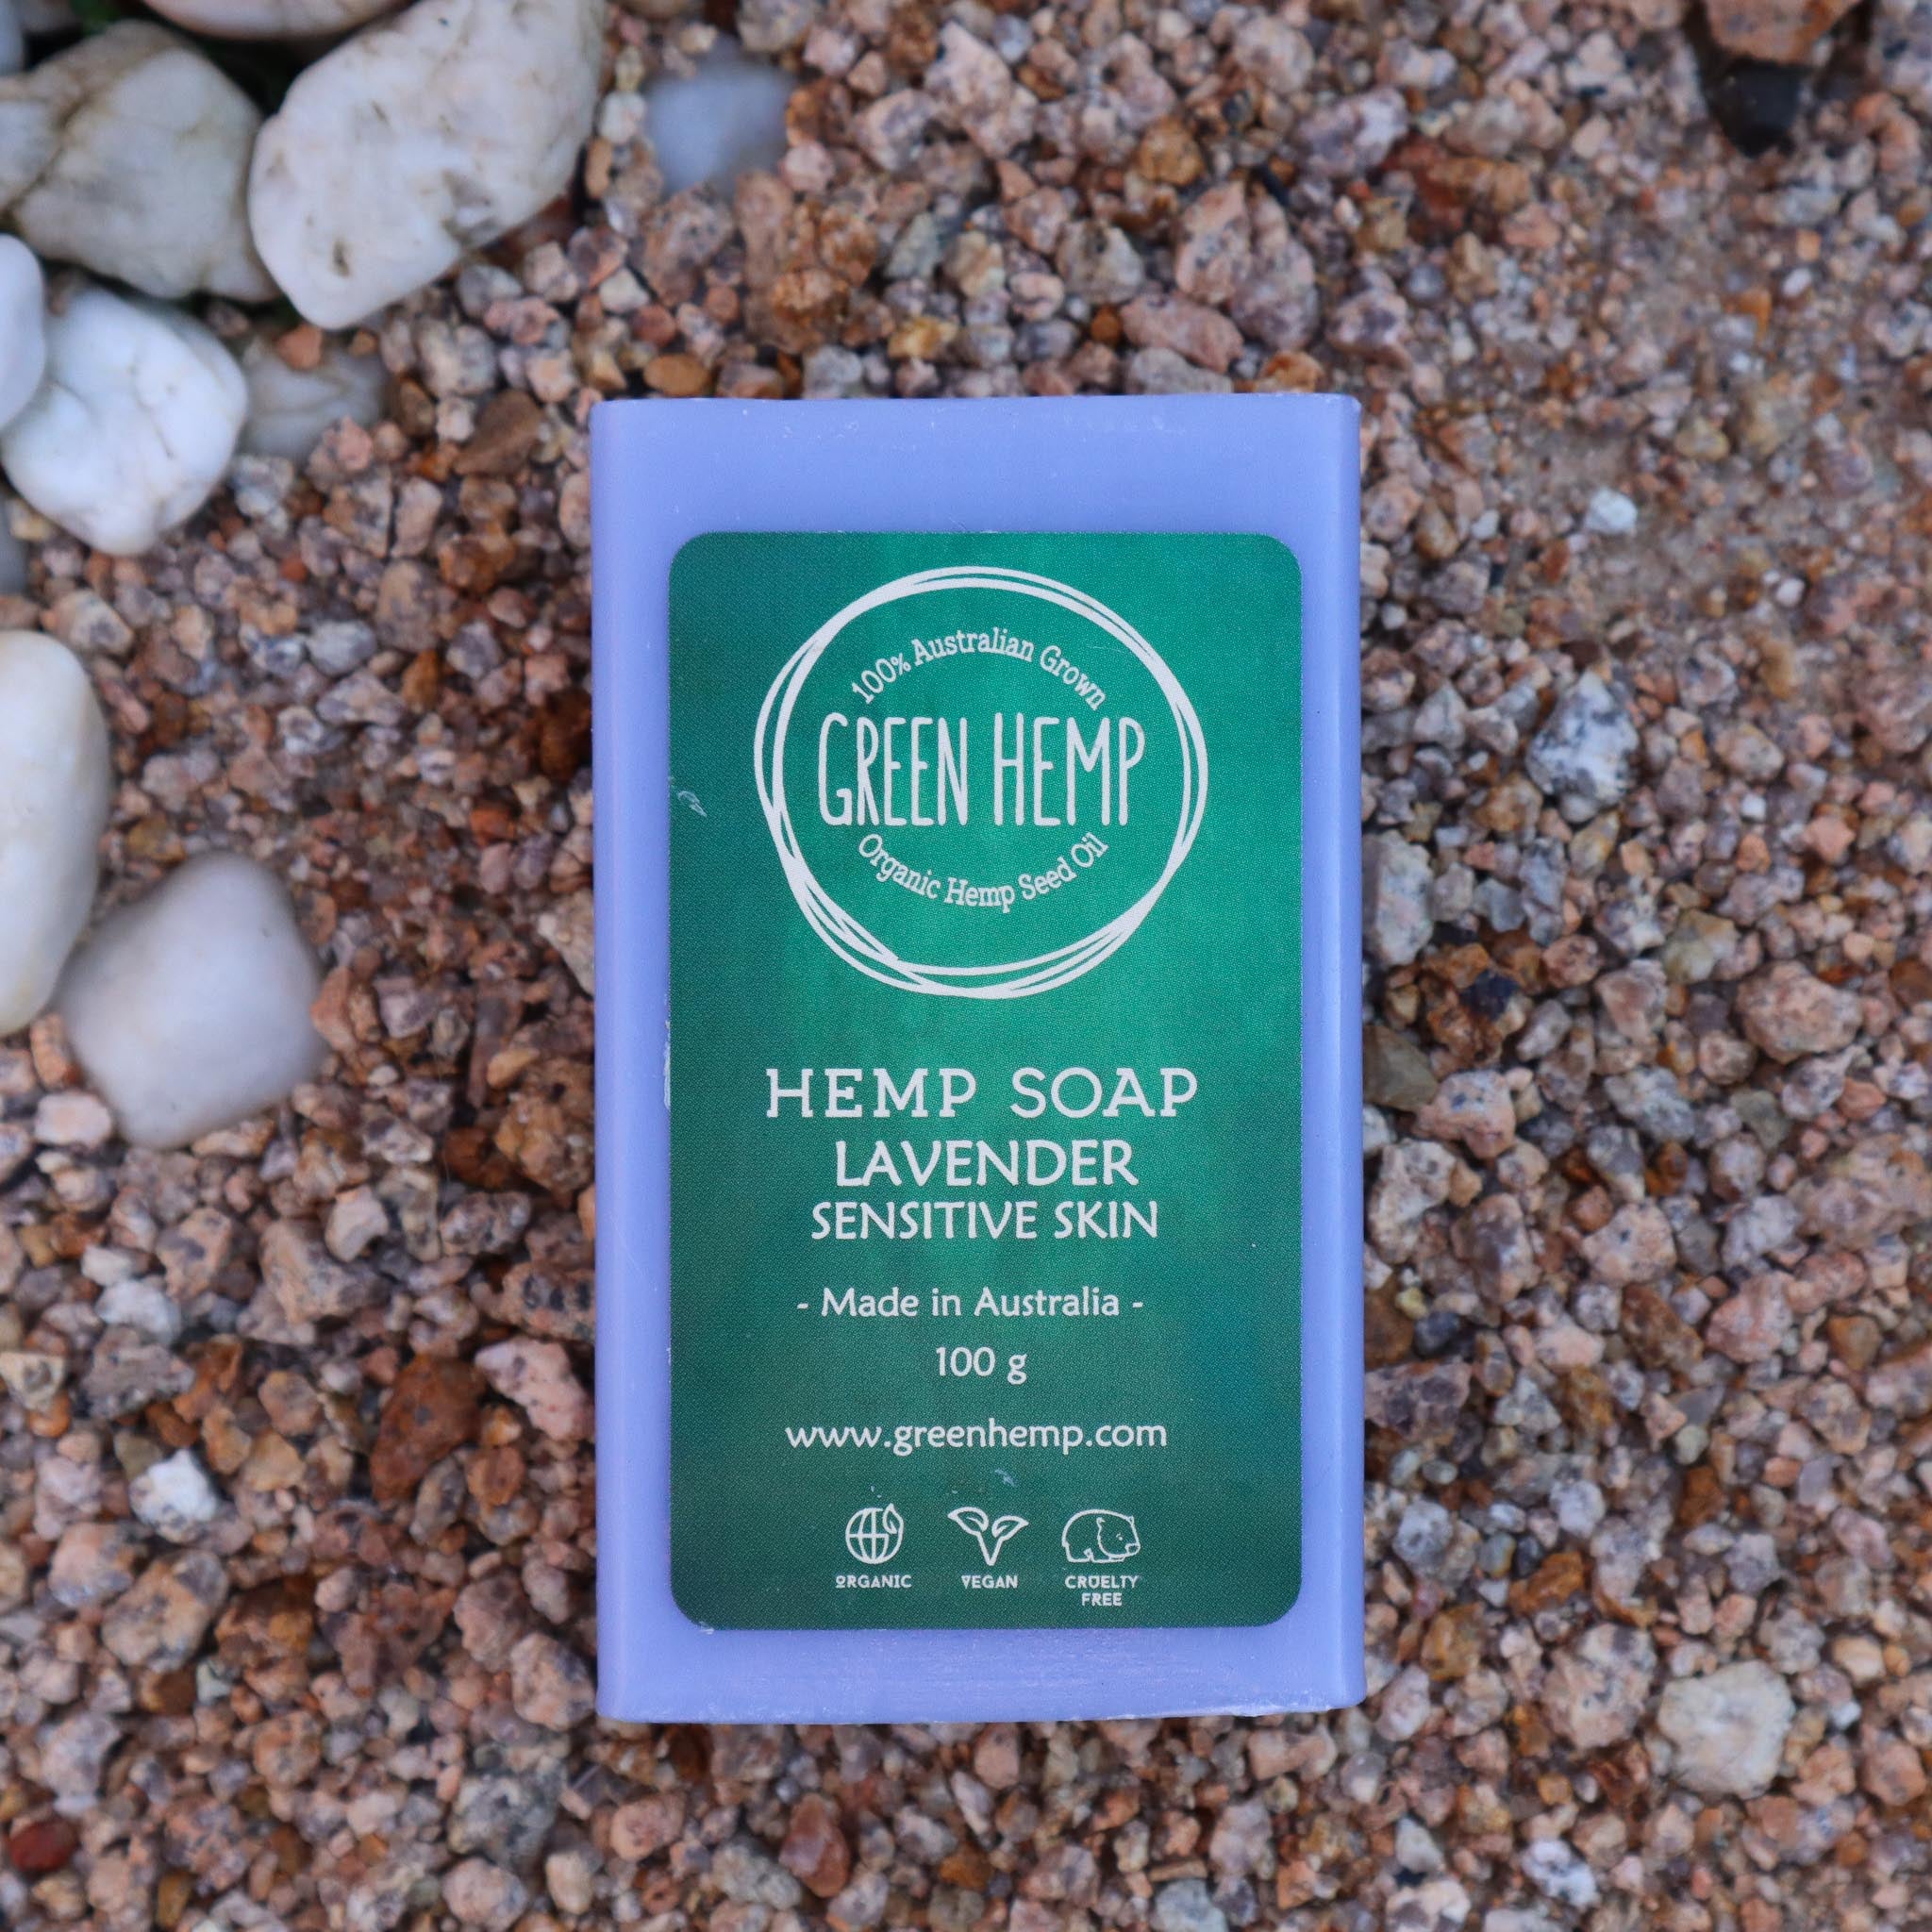 100% Australian Grown
GREEN HEMP
Organic Hemp Seed Oil
HEMP SOAP
LAVENDER
SENSITIVE SKIN
- Made in Australia -
100 g
www.greenhemp.com
ORGANIC VEGAN CRUELTY
FREE